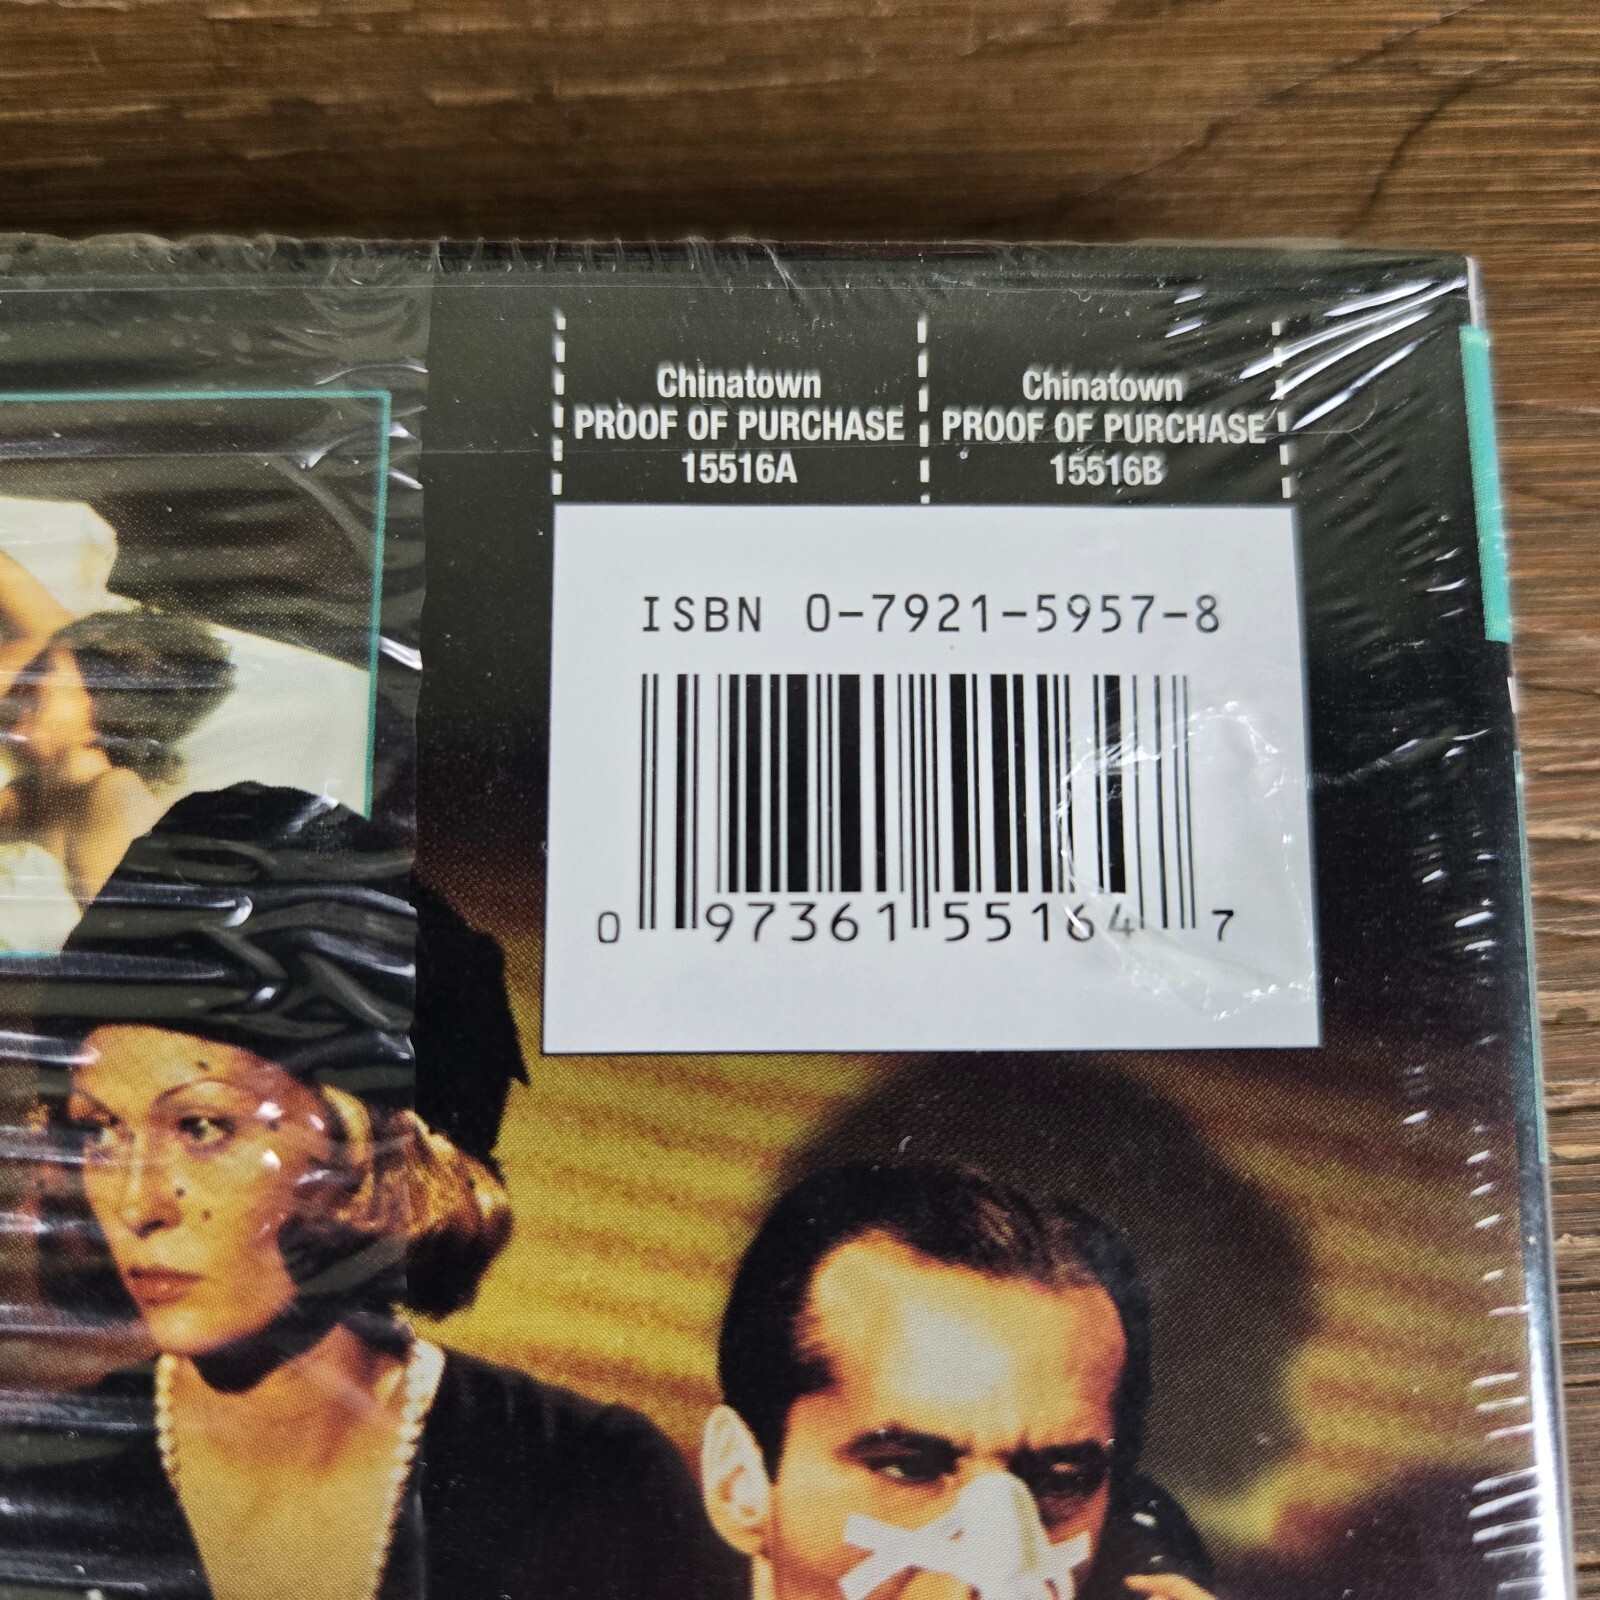 Chinatown
PROOF OF PURCHASE
15516A
Chinatown
PROOF OF PURCHASE
15516B
ISBN 0-7921-5957-8
0 97361 55164 7